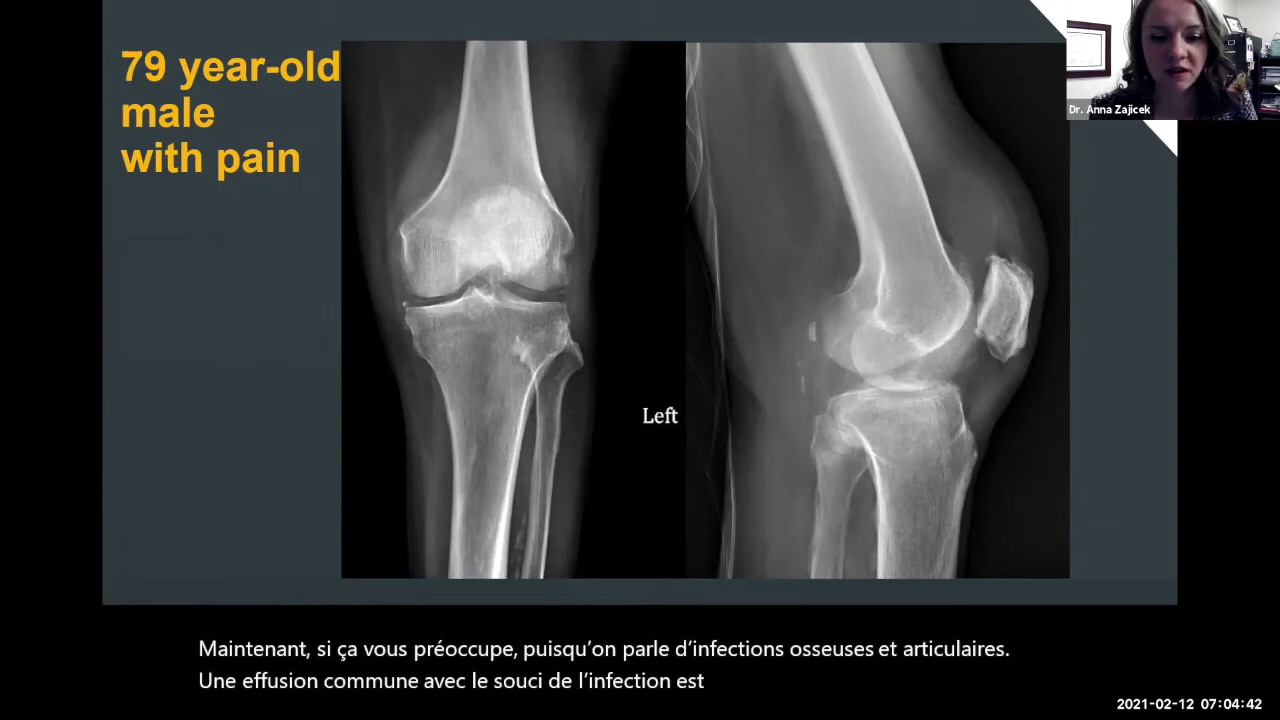 79 year-old
male
with pain
Dr. Anna Zajicek
Left
Maintenant, si ça vous préoccupe, puisqu'on parle d'infections osseuses et articulaires.
Une effusion commune avec le souci de l'infection est
2021-02-12 07:04:42